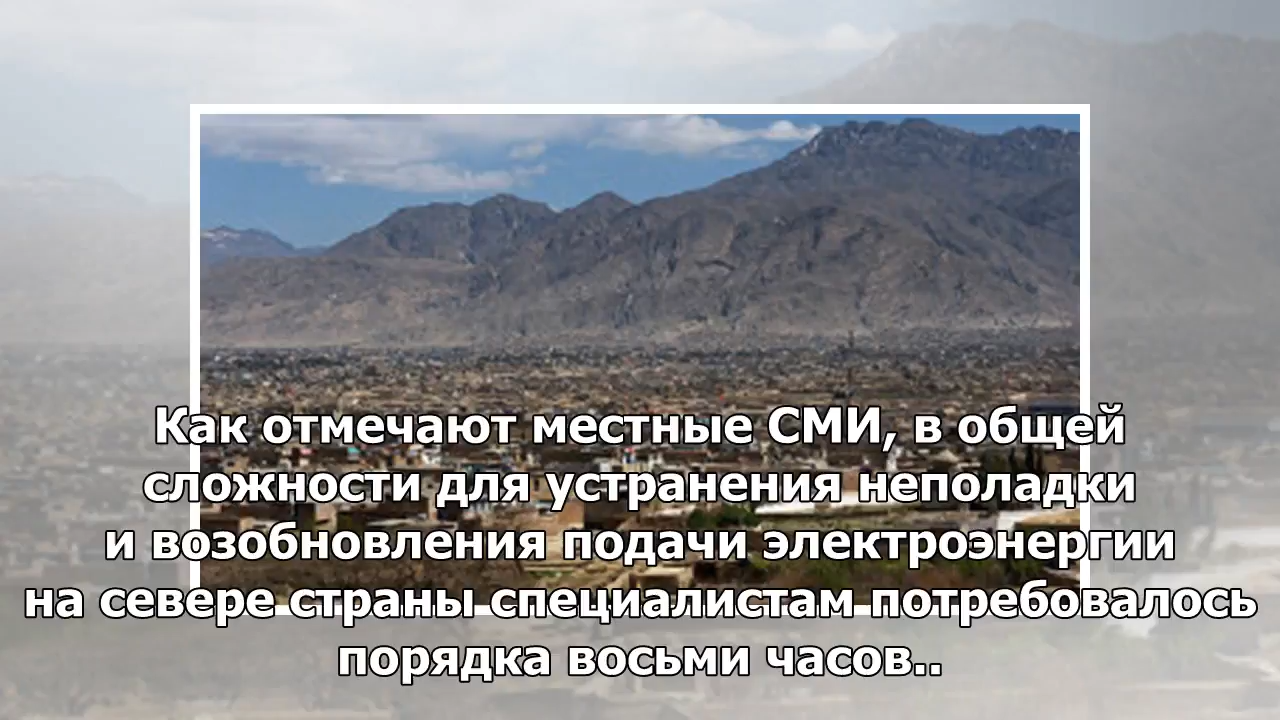 Как отмечают местные СМИ, в общей
сложности для устранения неполадки
и возобновления подачи электроэнергии
на севере страны специалистам потребовалось
порядка восьми часов..